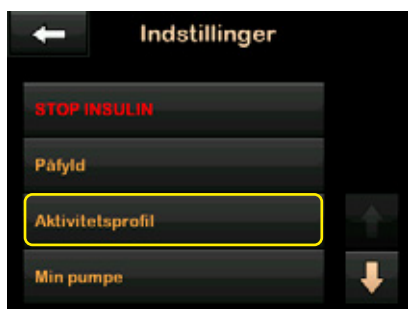 Indstillinger
STOP INSULIN
Påfyld
Aktivitetsprofil
Min pumpe